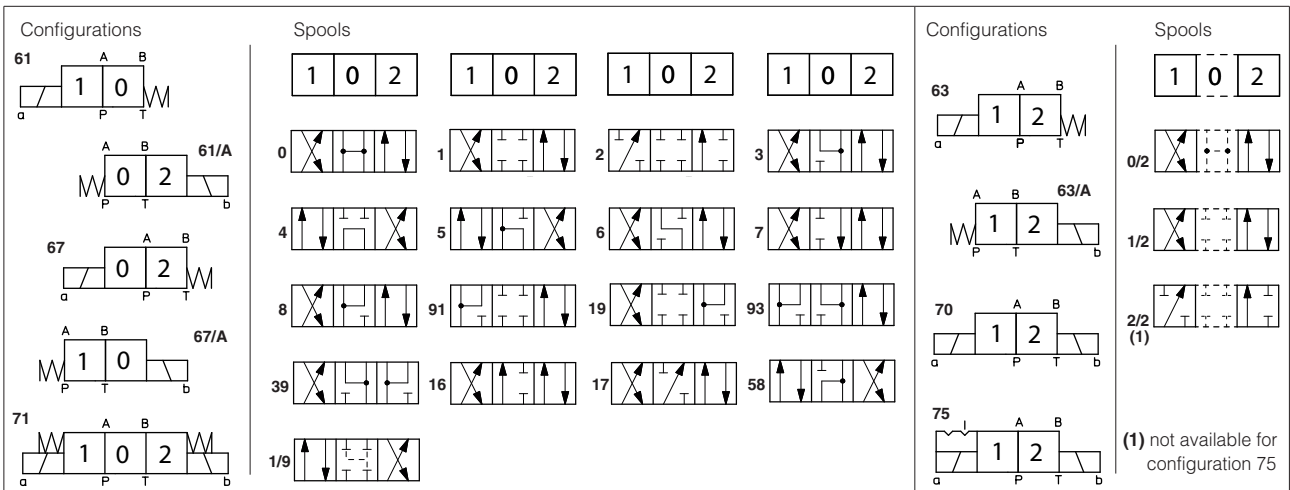 Configurations
Spools
61
A B
1 0
a P T
61/A
A B
0 2
P T b
67
A B
0 2
a P T
67/A
A B
1 0
P T b
71
A B
1 0 2
a P T b
1 0 2
1 0 2
1 0 2
1 0 2
0
1
2
3
4
5
6
7
8
91
19
93
39
16
17
58
1/9
Configurations
Spools
63
A B
1 2
a P T
63/A
A B
1 2
P T b
70
A B
1 2
a P T b
75
A B
1 2
a P T
1 0 2
0/2
1/2
2/2
(1)
(1) not available for
configuration 75